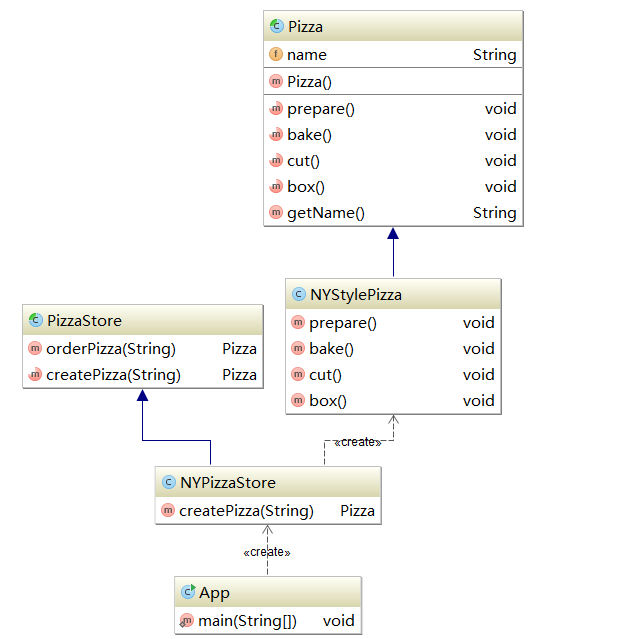 Pizza
name String
Pizza()
prepare() void
bake() void
cut() void
box() void
getName() String
NYStylePizza
prepare() void
bake() void
cut() void
box() void
PizzaStore
orderPizza(String) Pizza
createPizza(String) Pizza
«create»
NYPizzaStore
createPizza(String) Pizza
«create»
App
main(String[]) void